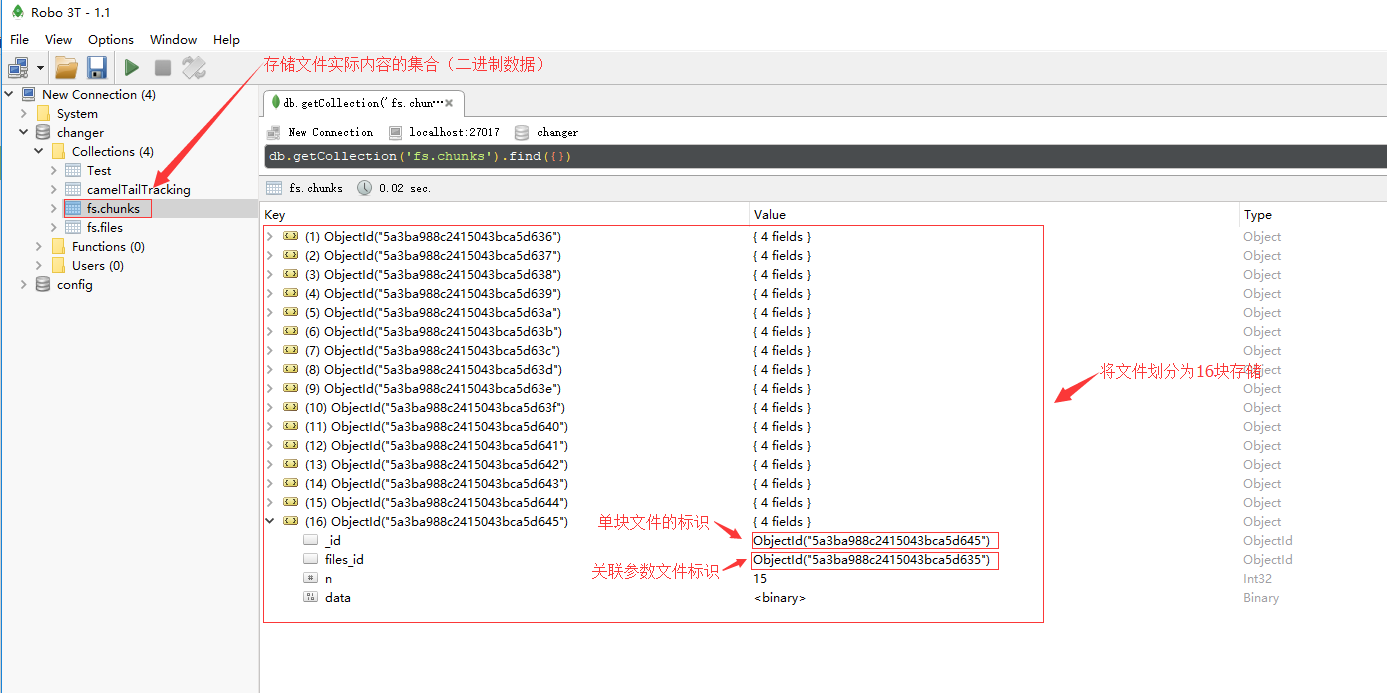 Robo 3T - 1.1
File View Options Window Help
存储文件实际内容的集合（二进制数据）
New Connection (4)
System
changer
Collections (4)
Test
camelTailTracking
fs.chunks
fs.files
Functions (0)
Users (0)
config
db.getCollection('fs.chun…
New Connection localhost:27017 changer
db.getCollection('fs.chunks').find({})
fs.chunks 0.02 sec.
Key Value Type
(1) ObjectId("5a3ba988c2415043bca5d636") { 4 fields } Object
(2) ObjectId("5a3ba988c2415043bca5d637") { 4 fields } Object
(3) ObjectId("5a3ba988c2415043bca5d638") { 4 fields } Object
(4) ObjectId("5a3ba988c2415043bca5d639") { 4 fields } Object
(5) ObjectId("5a3ba988c2415043bca5d63a") { 4 fields } Object
(6) ObjectId("5a3ba988c2415043bca5d63b") { 4 fields } Object
(7) ObjectId("5a3ba988c2415043bca5d63c") { 4 fields } Object
(8) ObjectId("5a3ba988c2415043bca5d63d") { 4 fields } Object
将文件划分为16块存储
(9) ObjectId("5a3ba988c2415043bca5d63e") { 4 fields } Object
(10) ObjectId("5a3ba988c2415043bca5d63f") { 4 fields } Object
(11) ObjectId("5a3ba988c2415043bca5d640") { 4 fields } Object
(12) ObjectId("5a3ba988c2415043bca5d641") { 4 fields } Object
(13) ObjectId("5a3ba988c2415043bca5d642") { 4 fields } Object
(14) ObjectId("5a3ba988c2415043bca5d643") { 4 fields } Object
(15) ObjectId("5a3ba988c2415043bca5d644") { 4 fields } Object
(16) ObjectId("5a3ba988c2415043bca5d645") { 4 fields } Object
单块文件的标识
_id ObjectId("5a3ba988c2415043bca5d645") ObjectId
files_id ObjectId("5a3ba988c2415043bca5d635") ObjectId
关联参数文件标识
n 15 Int32
data <binary> Binary